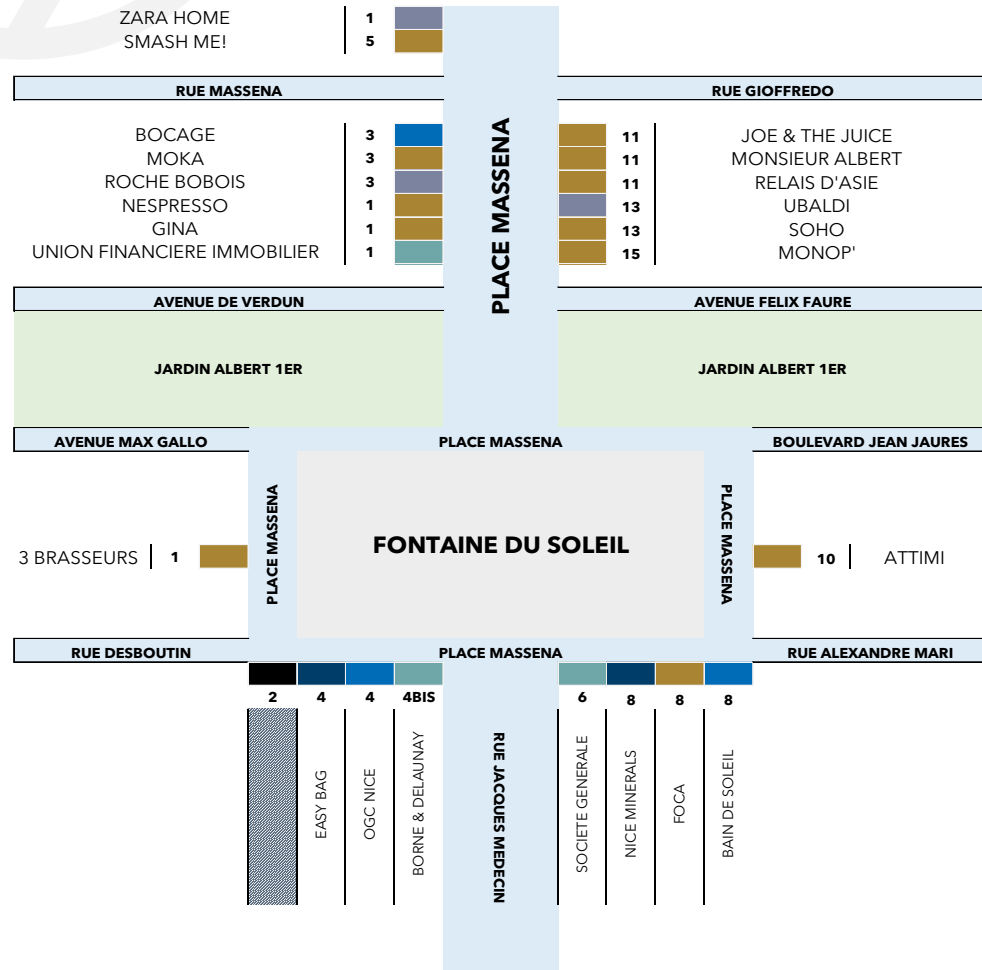 ZARA HOME 1
SMASH ME! 5
RUE MASSENA
RUE GIOFFREDO
BOCAGE 3
MOKA 3
ROCHE BOBOIS 3
NESPRESSO 1
GINA 1
UNION FINANCIERE IMMOBILIER 1
PLACE MASSENA
11 JOE & THE JUICE
11 MONSIEUR ALBERT
11 RELAIS D'ASIE
13 UBALDI
13 SOHO
15 MONOP'
AVENUE DE VERDUN
AVENUE FELIX FAURE
JARDIN ALBERT 1ER
JARDIN ALBERT 1ER
AVENUE MAX GALLO
PLACE MASSENA
BOULEVARD JEAN JAURES
3 BRASSEURS 1
PLACE MASSENA
FONTAINE DU SOLEIL
PLACE MASSENA
10 ATTIMI
RUE DESBOUTIN
PLACE MASSENA
RUE ALEXANDRE MARI
2
4
4
4BIS
6
8
8
8
EASY BAG
OGC NICE
BORNE & DELAUNAY
RUE JACQUES MEDECIN
SOCIETE GENERALE
NICE MINERALS
FOCA
BAIN DE SOLEIL